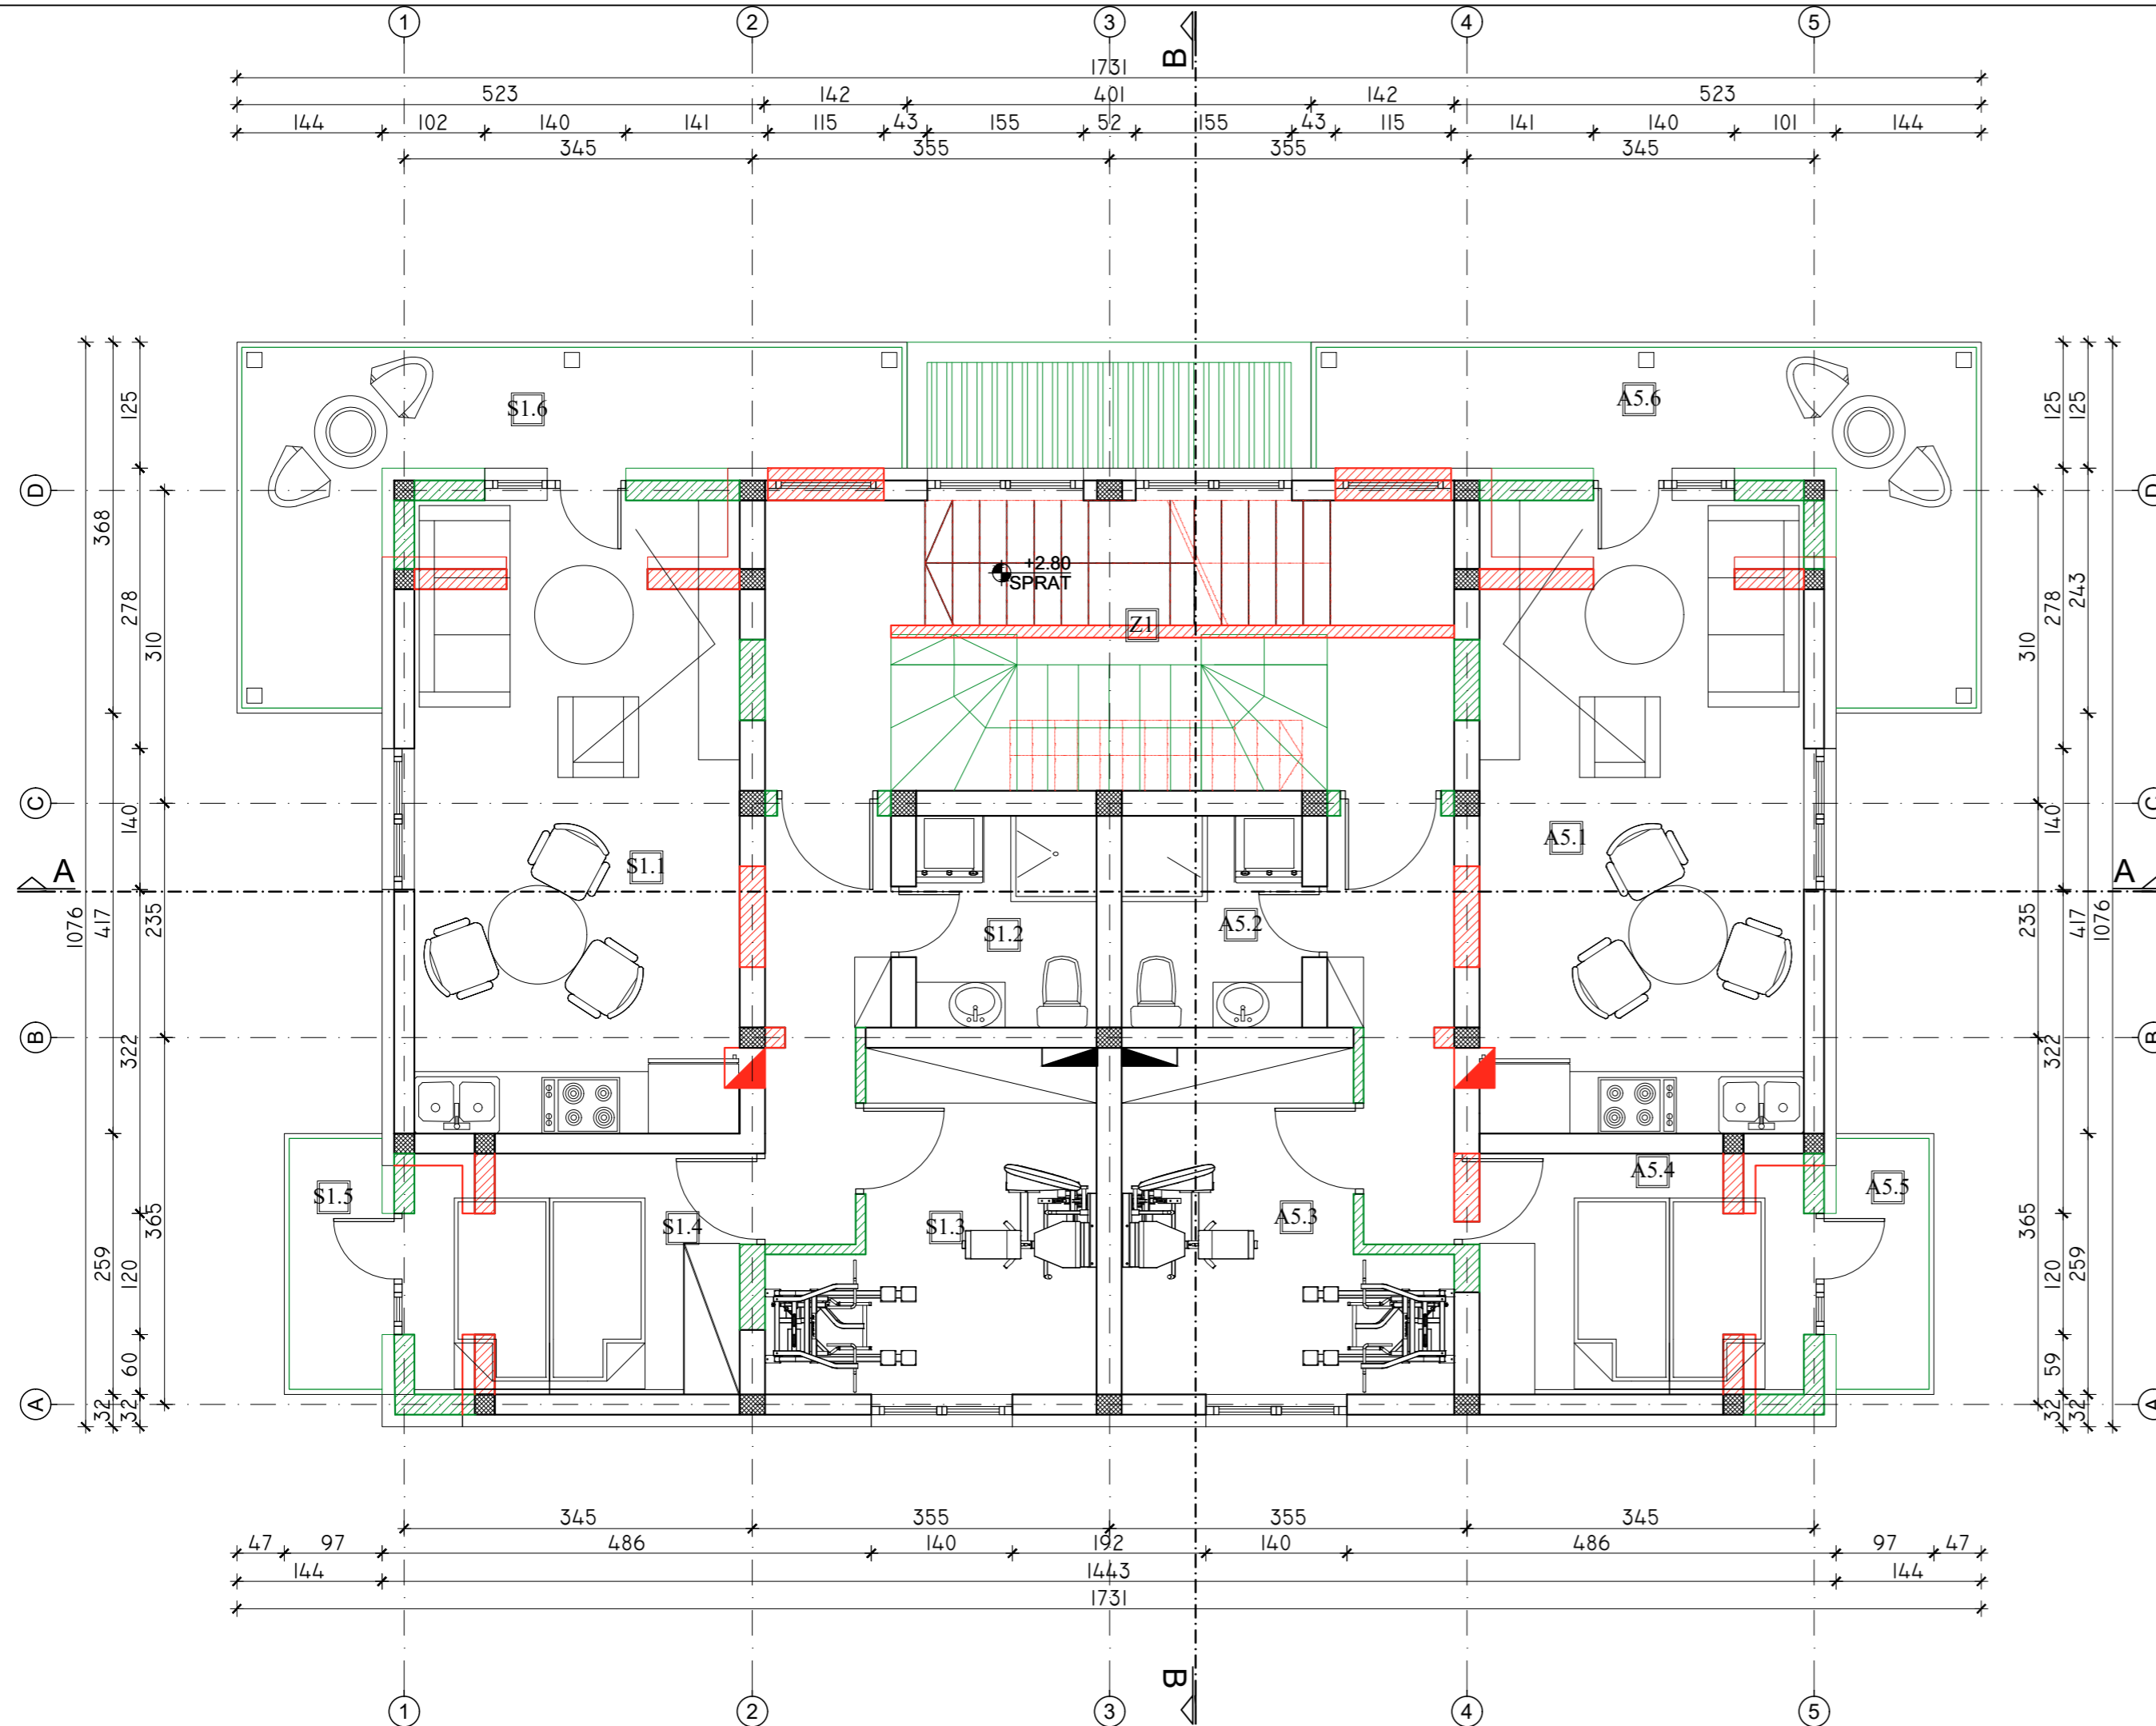 1 2 3 4 5
B
1731
523 142 401 142 523
144 102 140 141 115 43 155 52 155 43 115 141 140 101 144
345 355 355 345
S1.6 A5.6
125 125 125
D D
368 243
+2.80
SPRAT
Z1
278 310 310 278
C C
140 140
S1.1 A5.1
A A
1076 417 235 235 417 1076
S1.2 A5.2
B B
322 322
S1.5 S1.4 S1.3 A5.3 A5.4 A5.5
365 365
259 120 120 259
60 59
A A
32 32 32 32
345 355 355 345
47 97 486 140 192 140 486 97 47
144 1443 144
1731
B
1 2 3 4 5